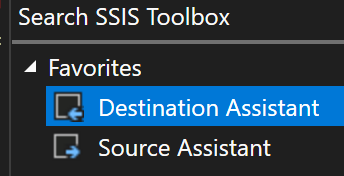 Search SSIS Toolbox
Favorites
Destination Assistant
Source Assistant